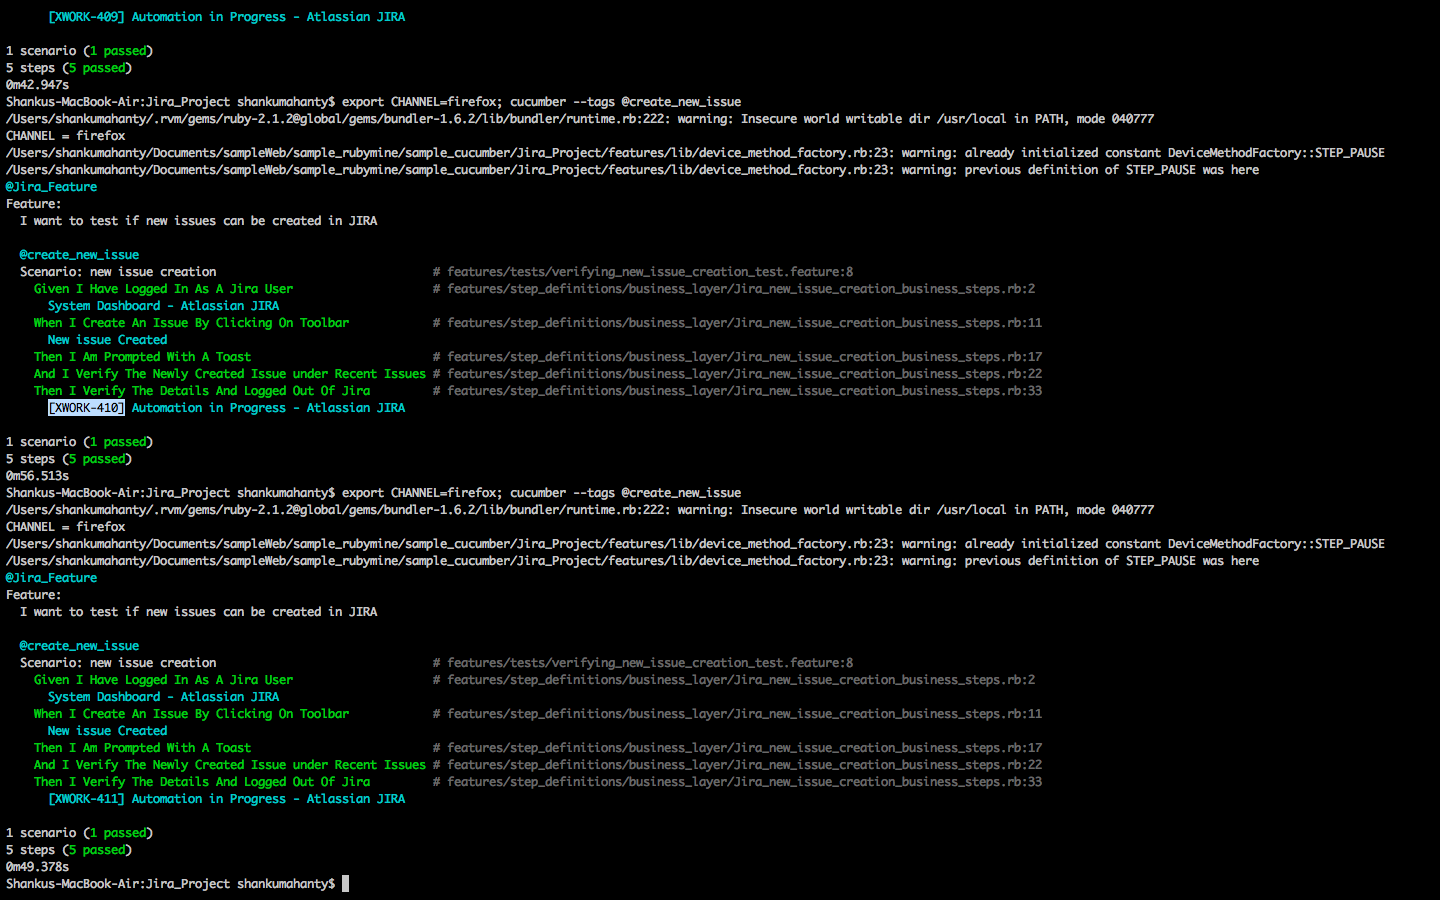 [XWORK-409] Automation in Progress - Atlassian JIRA
1 scenario (1 passed)
5 steps (5 passed)
0m42.947s
Shankus-MacBook-Air:Jira_Project shankumahanty$ export CHANNEL=firefox; cucumber --tags @create_new_issue
/Users/shankumahanty/.rvm/gems/ruby-2.1.2@global/gems/bundler-1.6.2/lib/bundler/runtime.rb:222: warning: Insecure world writable dir /usr/local in PATH, mode 040777
CHANNEL = firefox
/Users/shankumahanty/Documents/sampleWeb/sample_rubymine/sample_cucumber/Jira_Project/features/lib/device_method_factory.rb:23: warning: already initialized constant DeviceMethodFactory::STEP_PAUSE
/Users/shankumahanty/Documents/sampleWeb/sample_rubymine/sample_cucumber/Jira_Project/features/lib/device_method_factory.rb:23: warning: previous definition of STEP_PAUSE was here
@Jira_Feature
Feature:
I want to test if new issues can be created in JIRA
@create_new_issue
Scenario: new issue creation # features/tests/verifying_new_issue_creation_test.feature:8
Given I Have Logged In As A Jira User # features/step_definitions/business_layer/Jira_new_issue_creation_business_steps.rb:2
System Dashboard - Atlassian JIRA
When I Create An Issue By Clicking On Toolbar # features/step_definitions/business_layer/Jira_new_issue_creation_business_steps.rb:11
New issue Created
Then I Am Prompted With A Toast # features/step_definitions/business_layer/Jira_new_issue_creation_business_steps.rb:17
And I Verify The Newly Created Issue under Recent Issues # features/step_definitions/business_layer/Jira_new_issue_creation_business_steps.rb:22
Then I Verify The Details And Logged Out Of Jira # features/step_definitions/business_layer/Jira_new_issue_creation_business_steps.rb:33
[XWORK-410] Automation in Progress - Atlassian JIRA
1 scenario (1 passed)
5 steps (5 passed)
0m56.513s
Shankus-MacBook-Air:Jira_Project shankumahanty$ export CHANNEL=firefox; cucumber --tags @create_new_issue
/Users/shankumahanty/.rvm/gems/ruby-2.1.2@global/gems/bundler-1.6.2/lib/bundler/runtime.rb:222: warning: Insecure world writable dir /usr/local in PATH, mode 040777
CHANNEL = firefox
/Users/shankumahanty/Documents/sampleWeb/sample_rubymine/sample_cucumber/Jira_Project/features/lib/device_method_factory.rb:23: warning: already initialized constant DeviceMethodFactory::STEP_PAUSE
/Users/shankumahanty/Documents/sampleWeb/sample_rubymine/sample_cucumber/Jira_Project/features/lib/device_method_factory.rb:23: warning: previous definition of STEP_PAUSE was here
@Jira_Feature
Feature:
I want to test if new issues can be created in JIRA
@create_new_issue
Scenario: new issue creation # features/tests/verifying_new_issue_creation_test.feature:8
Given I Have Logged In As A Jira User # features/step_definitions/business_layer/Jira_new_issue_creation_business_steps.rb:2
System Dashboard - Atlassian JIRA
When I Create An Issue By Clicking On Toolbar # features/step_definitions/business_layer/Jira_new_issue_creation_business_steps.rb:11
New issue Created
Then I Am Prompted With A Toast # features/step_definitions/business_layer/Jira_new_issue_creation_business_steps.rb:17
And I Verify The Newly Created Issue under Recent Issues # features/step_definitions/business_layer/Jira_new_issue_creation_business_steps.rb:22
Then I Verify The Details And Logged Out Of Jira # features/step_definitions/business_layer/Jira_new_issue_creation_business_steps.rb:33
[XWORK-411] Automation in Progress - Atlassian JIRA
1 scenario (1 passed)
5 steps (5 passed)
0m49.378s
Shankus-MacBook-Air:Jira_Project shankumahanty$